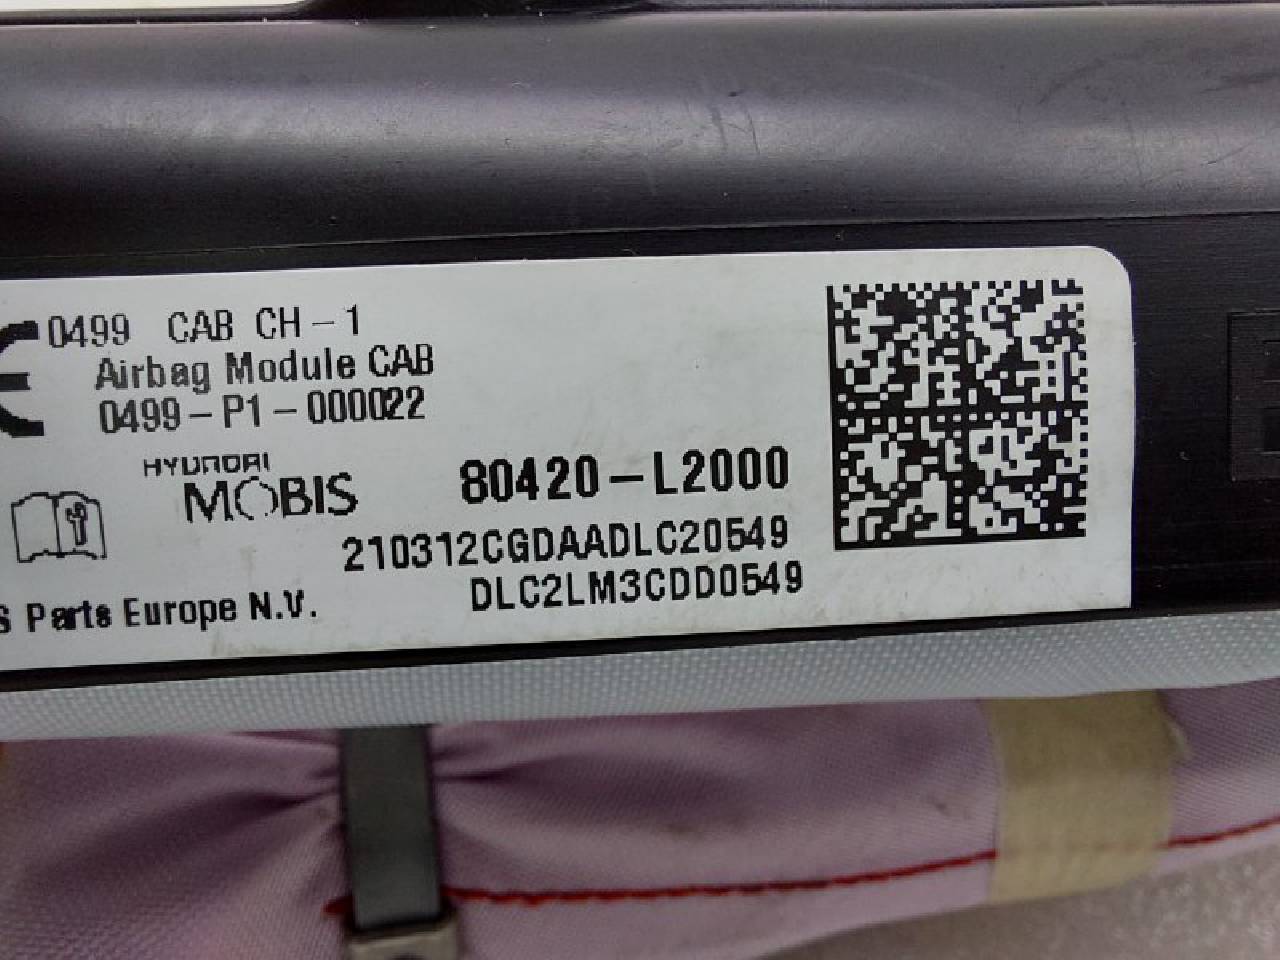 0499 CAB CH-1
Airbag Module CAB
0499-P1-000022
HYUNDAI
MOBIS
80420-L2000
210312CGDAADLC20549
DLC2LM3CDD0549
S Parts Europe N.V.